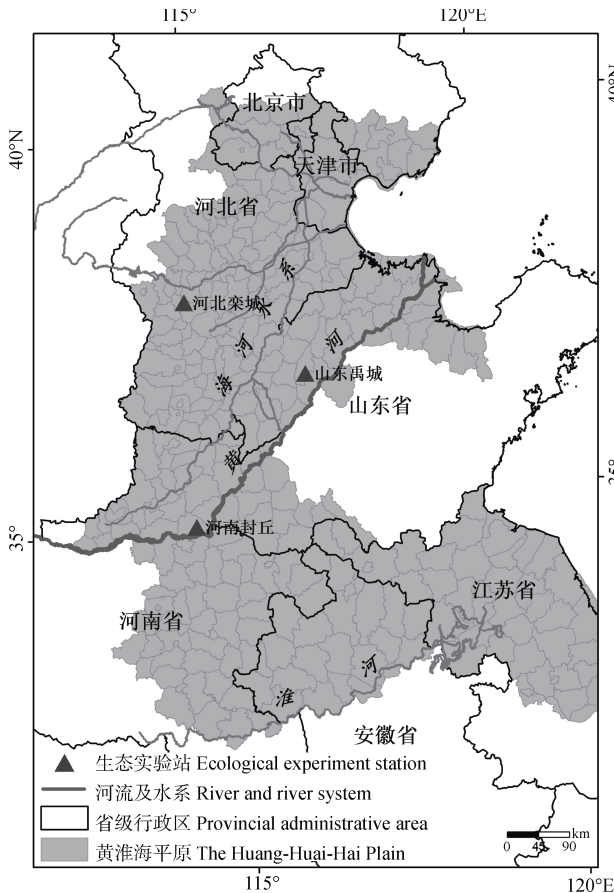 115°
120°E
40°N
40°N
北京市
天津市
河北省
海河水系
河北栾城
黄河
山东禹城
山东省
河南封丘
35°
河南省
江苏省
淮河
安徽省
生态实验站 Ecological experiment station
河流及水系 River and river system
省级行政区 Provincial administrative area
黄淮海平原 The Huang-Huai-Hai Plain
0 45 90 km
115°
120°E